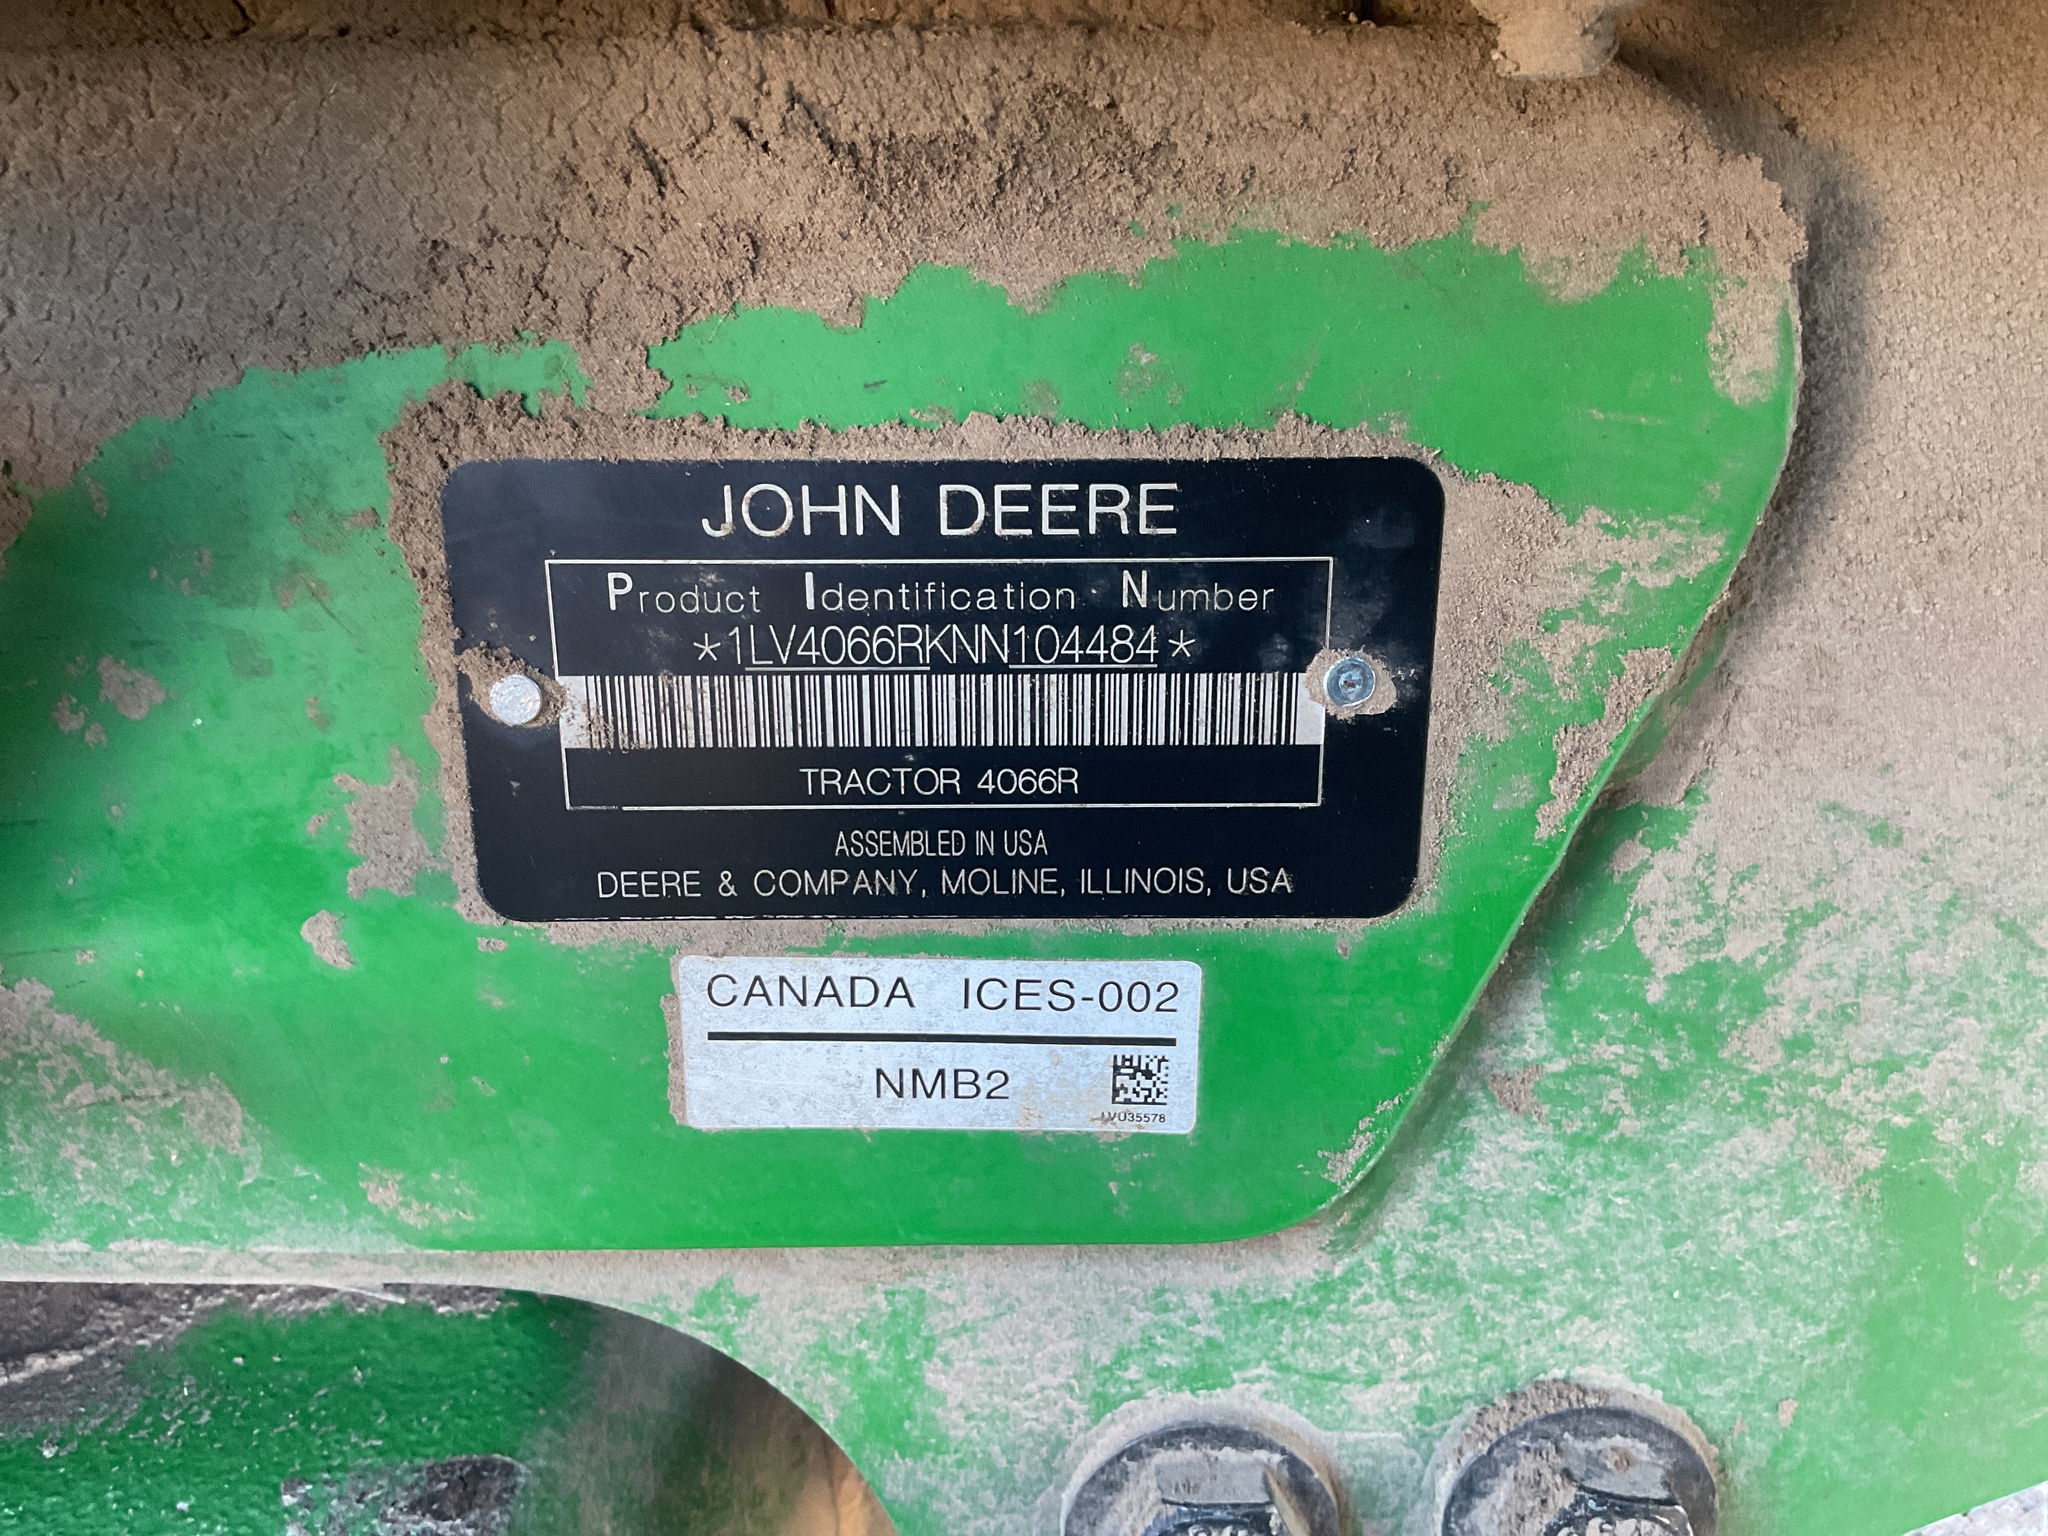 JOHN DEERE
Product Identification Number
*1LV4066RKNN104484*
TRACTOR 4066R
ASSEMBLED IN USA
DEERE & COMPANY, MOLINE, ILLINOIS, USA
CANADA ICES-002
NMB2
LVU35578